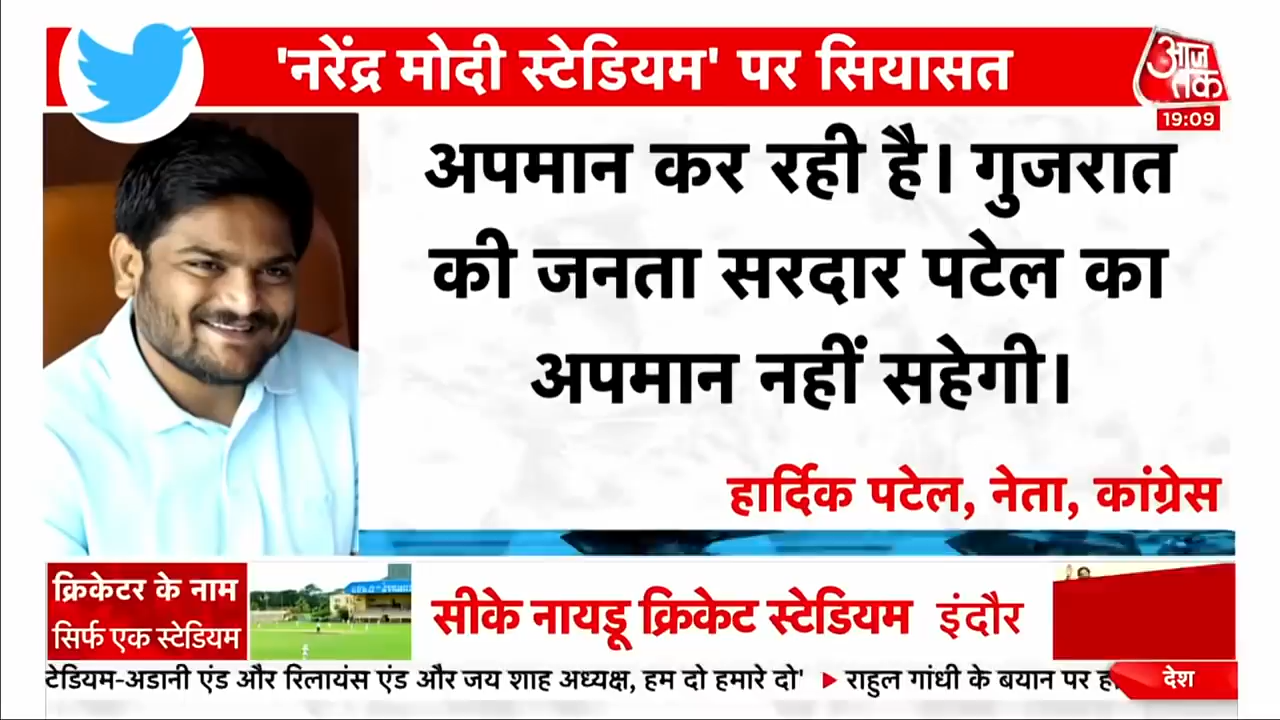 'नरेंद्र मोदी स्टेडियम' पर सियासत
आज
तक
19:09
अपमान कर रही है। गुजरात
की जनता सरदार पटेल का
अपमान नहीं सहेगी।
हार्दिक पटेल, नेता, कांग्रेस
क्रिकेटर के नाम
सिर्फ एक स्टेडियम
सीके नायडू क्रिकेट स्टेडियम इंदौर
टेडियम-अडानी एंड और रिलायंस एंड और जय शाह अध्यक्ष, हम दो हमारे दो' ▶ राहुल गांधी के बयान पर
देश